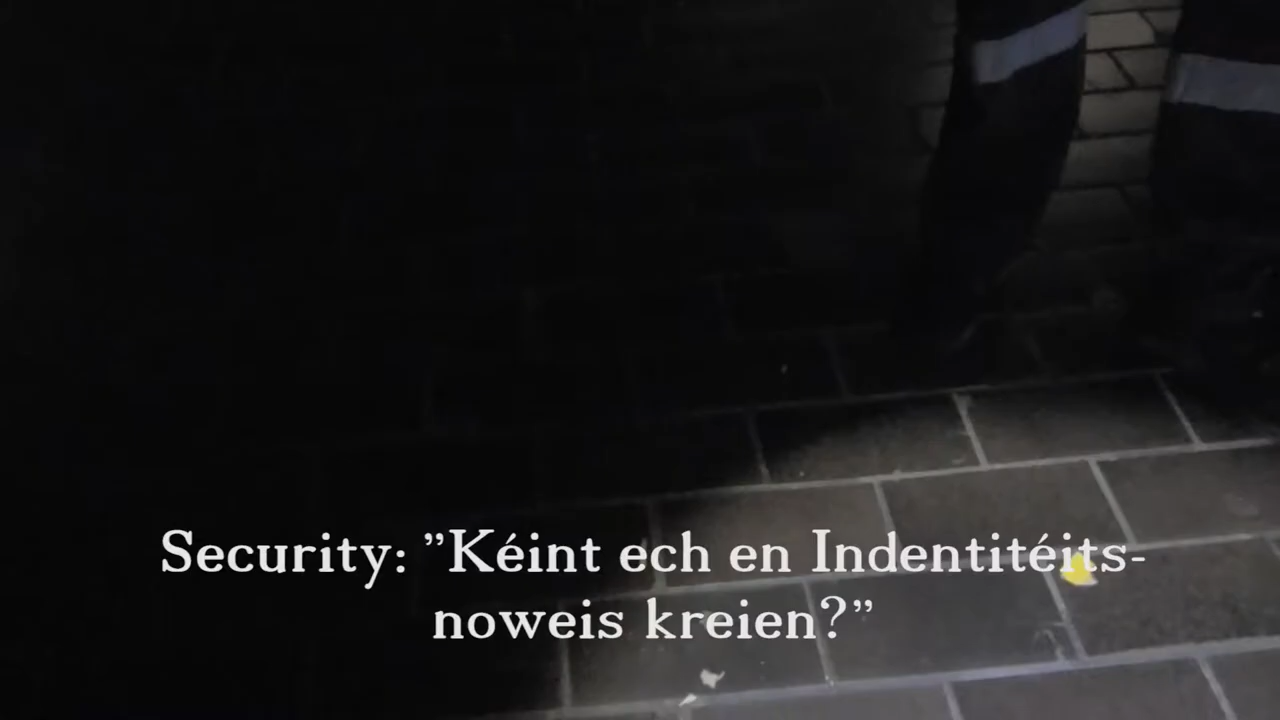 Security: ”Kéint ech en Indentitéits-
noweis kreien?”